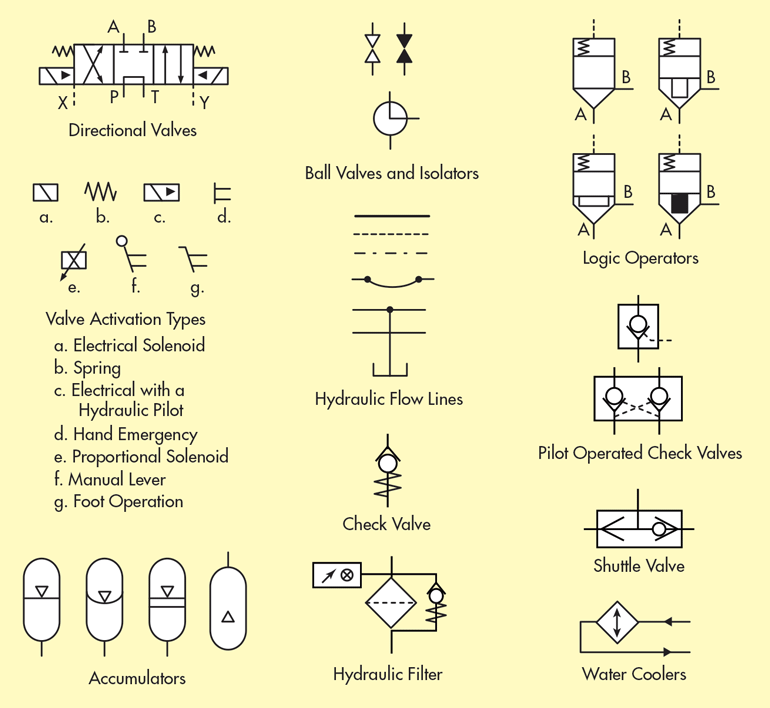 A B
X P T Y
Directional Valves
a. b. c. d.
e. f. g.
Valve Activation Types
a. Electrical Solenoid
b. Spring
c. Electrical with a
Hydraulic Pilot
d. Hand Emergency
e. Proportional Solenoid
f. Manual Lever
g. Foot Operation
Accumulators
Ball Valves and Isolators
Hydraulic Flow Lines
Check Valve
Hydraulic Filter
B B
A A
B B
A A
Logic Operators
Pilot Operated Check Valves
Shuttle Valve
Water Coolers